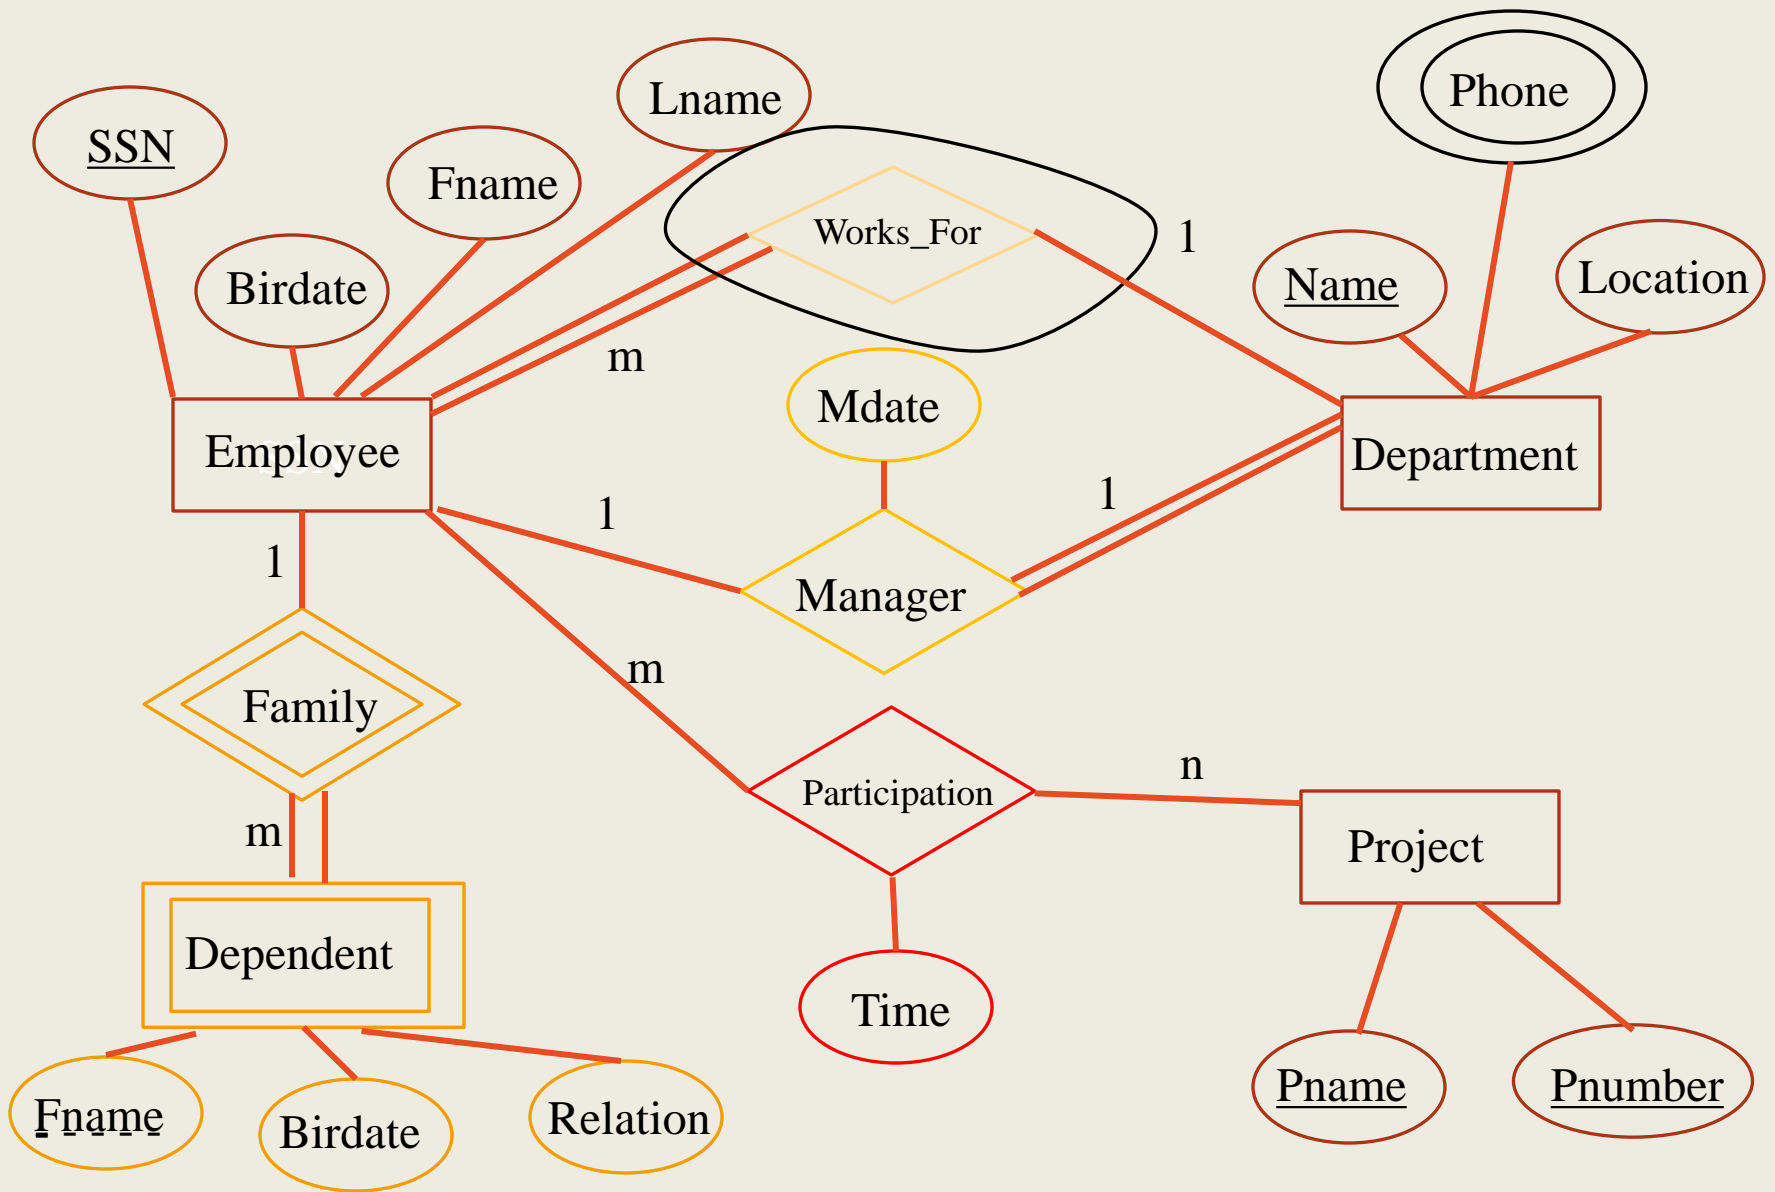 Lname
Phone
SSN
Fname
Works_For
1
Birdate
Name
Location
m
Mdate
Employee
Department
1
1
1
Manager
m
Family
n
Participation
m
Project
Dependent
Time
Pname
Pnumber
Fname
Birdate
Relation